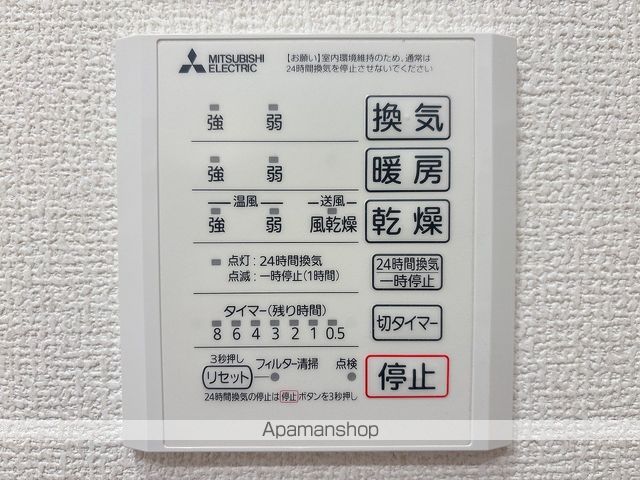 MITSUBISHI
ELECTRIC
【お願い】室内環境維持のため、通常は
24時間換気を停止させないでください
強 弱 換気
強 弱 暖房
温風 送風
強 弱 風乾燥 乾燥
点灯:24時間換気
点滅:一時停止(1時間)
24時間換気
一時停止
タイマー(残り時間)
8 6 4 3 2 1 0.5
切タイマー
3秒押し
リセット フィルター清掃 点検
停止
24時間換気の停止は停止ボタンを3秒押し
Apamanshop